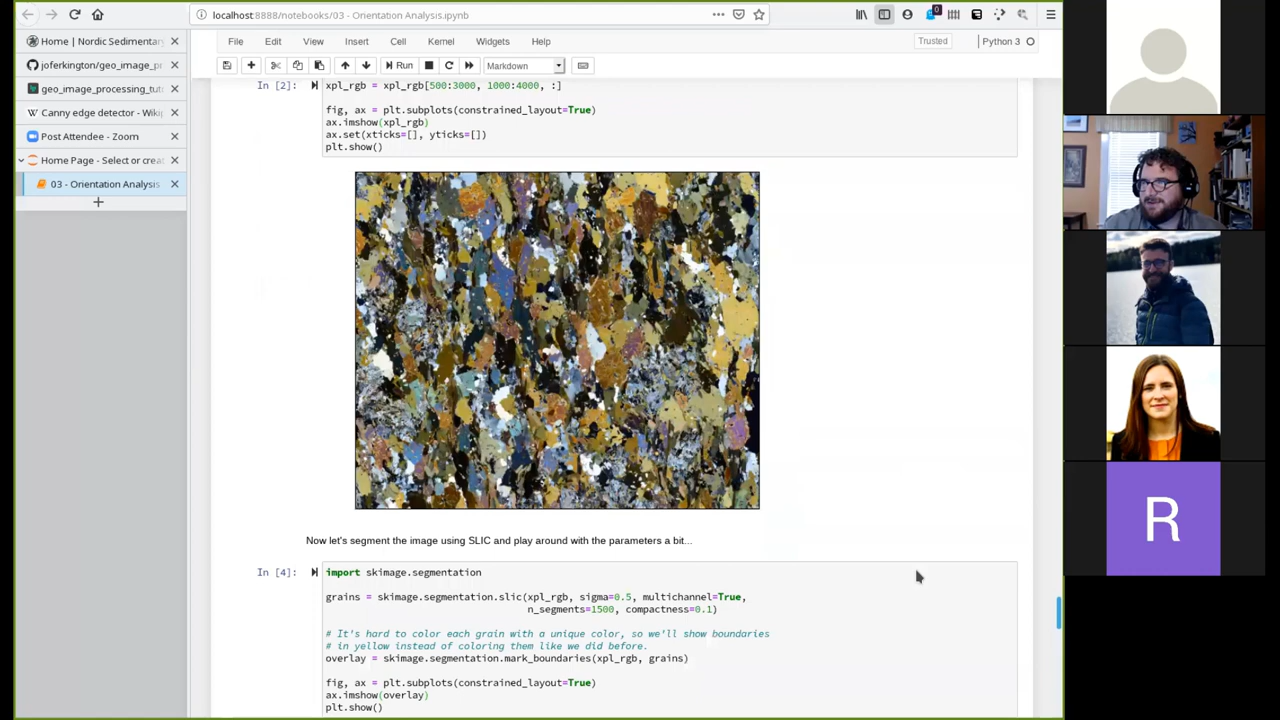 localhost:8888/notebooks/03 - Orientation Analysis.ipynb
0
Home | Nordic Sedimentar
joferkington/geo_image_pr
geo_image_processing_tut
Canny edge detector - Wikip
Post Attendee - Zoom
Home Page - Select or creat
03 - Orientation Analysis
File Edit View Insert Cell Kernel Widgets Help
Trusted
Python 3
Run
Markdown
In [2]:
xpl_rgb = xpl_rgb[500:3000, 1000:4000, :]
fig, ax = plt.subplots(constrained_layout=True)
ax.imshow(xpl_rgb)
ax.set(xticks=[], yticks=[])
plt.show()
Now let's segment the image using SLIC and play around with the parameters a bit...
In [4]:
import skimage.segmentation
grains = skimage.segmentation.slic(xpl_rgb, sigma=0.5, multichannel=True,
n_segments=1500, compactness=0.1)
# It's hard to color each grain with a unique color, so we'll show boundaries
# in yellow instead of coloring them like we did before.
overlay = skimage.segmentation.mark_boundaries(xpl_rgb, grains)
fig, ax = plt.subplots(constrained_layout=True)
ax.imshow(overlay)
plt.show()
R